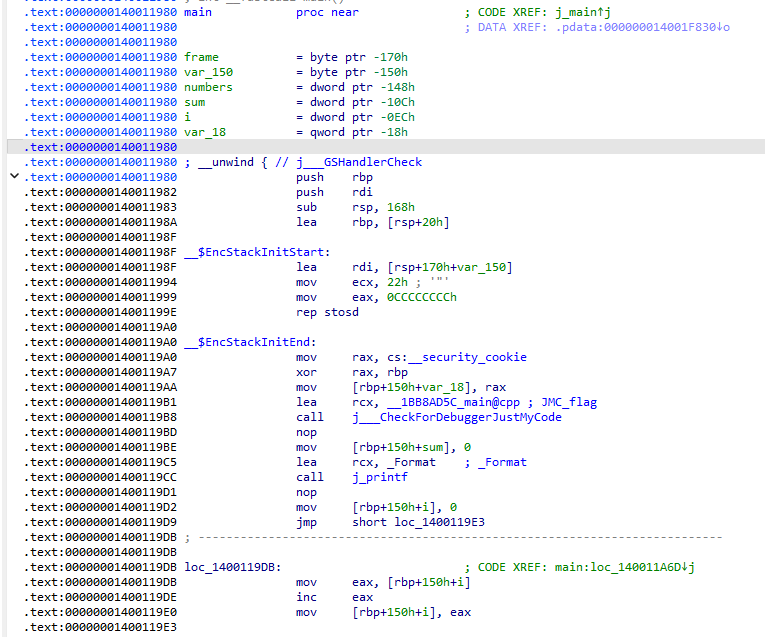 .text:0000000140011980 main            proc near               ; CODE XREF: j_main↑j
.text:0000000140011980                                         ; DATA XREF: .pdata:000000014001F830↓o
.text:0000000140011980
.text:0000000140011980 frame           = byte ptr -170h
.text:0000000140011980 var_150         = byte ptr -150h
.text:0000000140011980 numbers         = dword ptr -148h
.text:0000000140011980 sum             = dword ptr -10Ch
.text:0000000140011980 i               = dword ptr -0ECh
.text:0000000140011980 var_18          = qword ptr -18h
.text:0000000140011980
.text:0000000140011980 ; __unwind { // j___GSHandlerCheck
.text:0000000140011980                 push    rbp
.text:0000000140011982                 push    rdi
.text:0000000140011983                 sub     rsp, 168h
.text:000000014001198A                 lea     rbp, [rsp+20h]
.text:000000014001198F
.text:000000014001198F __$EncStackInitStart:
.text:000000014001198F                 lea     rdi, [rsp+170h+var_150]
.text:0000000140011994                 mov     ecx, 22h ; '"'
.text:0000000140011999                 mov     eax, 0CCCCCCCCh
.text:000000014001199E                 rep stosd
.text:00000001400119A0
.text:00000001400119A0 __$EncStackInitEnd:
.text:00000001400119A0                 mov     rax, cs:__security_cookie
.text:00000001400119A7                 xor     rax, rbp
.text:00000001400119AA                 mov     [rbp+150h+var_18], rax
.text:00000001400119B1                 lea     rcx, __1BB8AD5C_main@cpp ; JMC_flag
.text:00000001400119B8                 call    j___CheckForDebuggerJustMyCode
.text:00000001400119BD                 nop
.text:00000001400119BE                 mov     [rbp+150h+sum], 0
.text:00000001400119C5                 lea     rcx, _Format    ; _Format
.text:00000001400119CC                 call    j_printf
.text:00000001400119D1                 nop
.text:00000001400119D2                 mov     [rbp+150h+i], 0
.text:00000001400119D9                 jmp     short loc_1400119E3
.text:00000001400119DB ; ---------------------------------------------------------------------------
.text:00000001400119DB
.text:00000001400119DB loc_1400119DB:                          ; CODE XREF: main:loc_140011A6D↓j
.text:00000001400119DB                 mov     eax, [rbp+150h+i]
.text:00000001400119DE                 inc     eax
.text:00000001400119E0                 mov     [rbp+150h+i], eax
.text:00000001400119E3